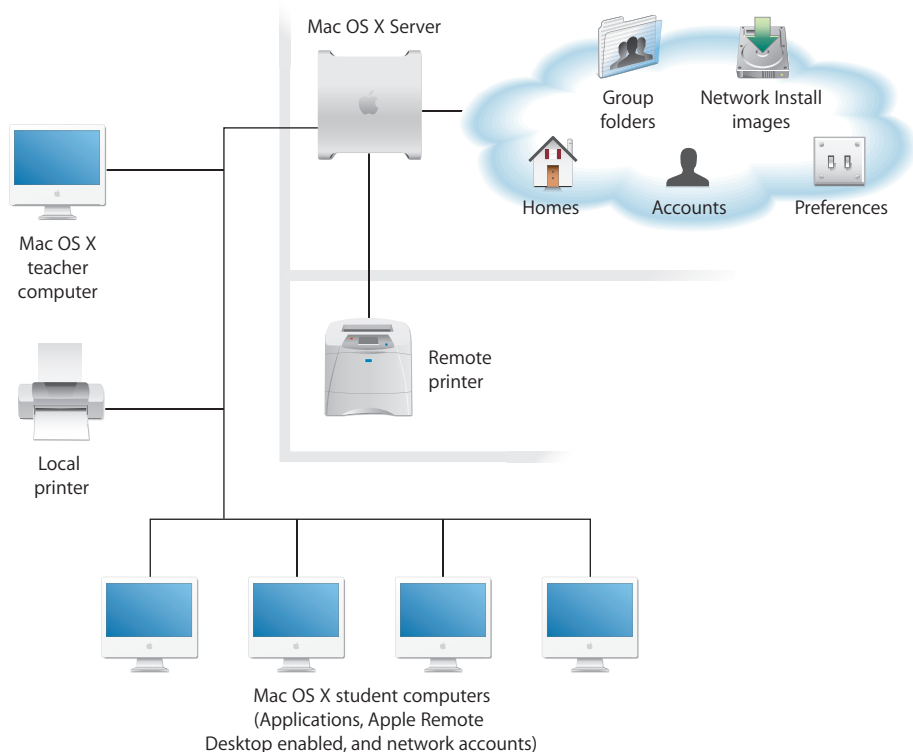 Mac OS X Server
Group
folders
Network Install
images
Homes
Accounts
Preferences
Mac OS X
teacher
computer
Remote
printer
Local
printer
Mac OS X student computers
(Applications, Apple Remote
Desktop enabled, and network accounts)